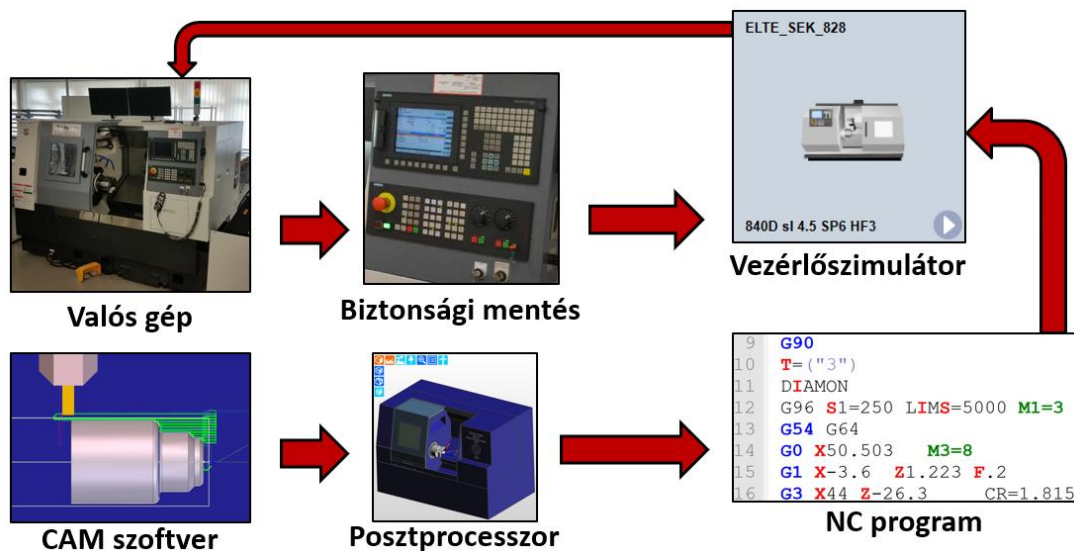 ELTE_SEK_828
840D sl 4.5 SP6 HF3
Valós gép
Biztonsági mentés
Vezérlőszimulátor
9 G90
10 T=("3")
11 DIAMON
12 G96 S1=250 LIMS=5000 M1=3
13 G54 G64
14 G0 X50.503 M3=8
15 G1 X-3.6 Z1.223 F.2
16 G3 X44 Z-26.3 CR=1.815
CAM szoftver
Posztprocesszor
NC program